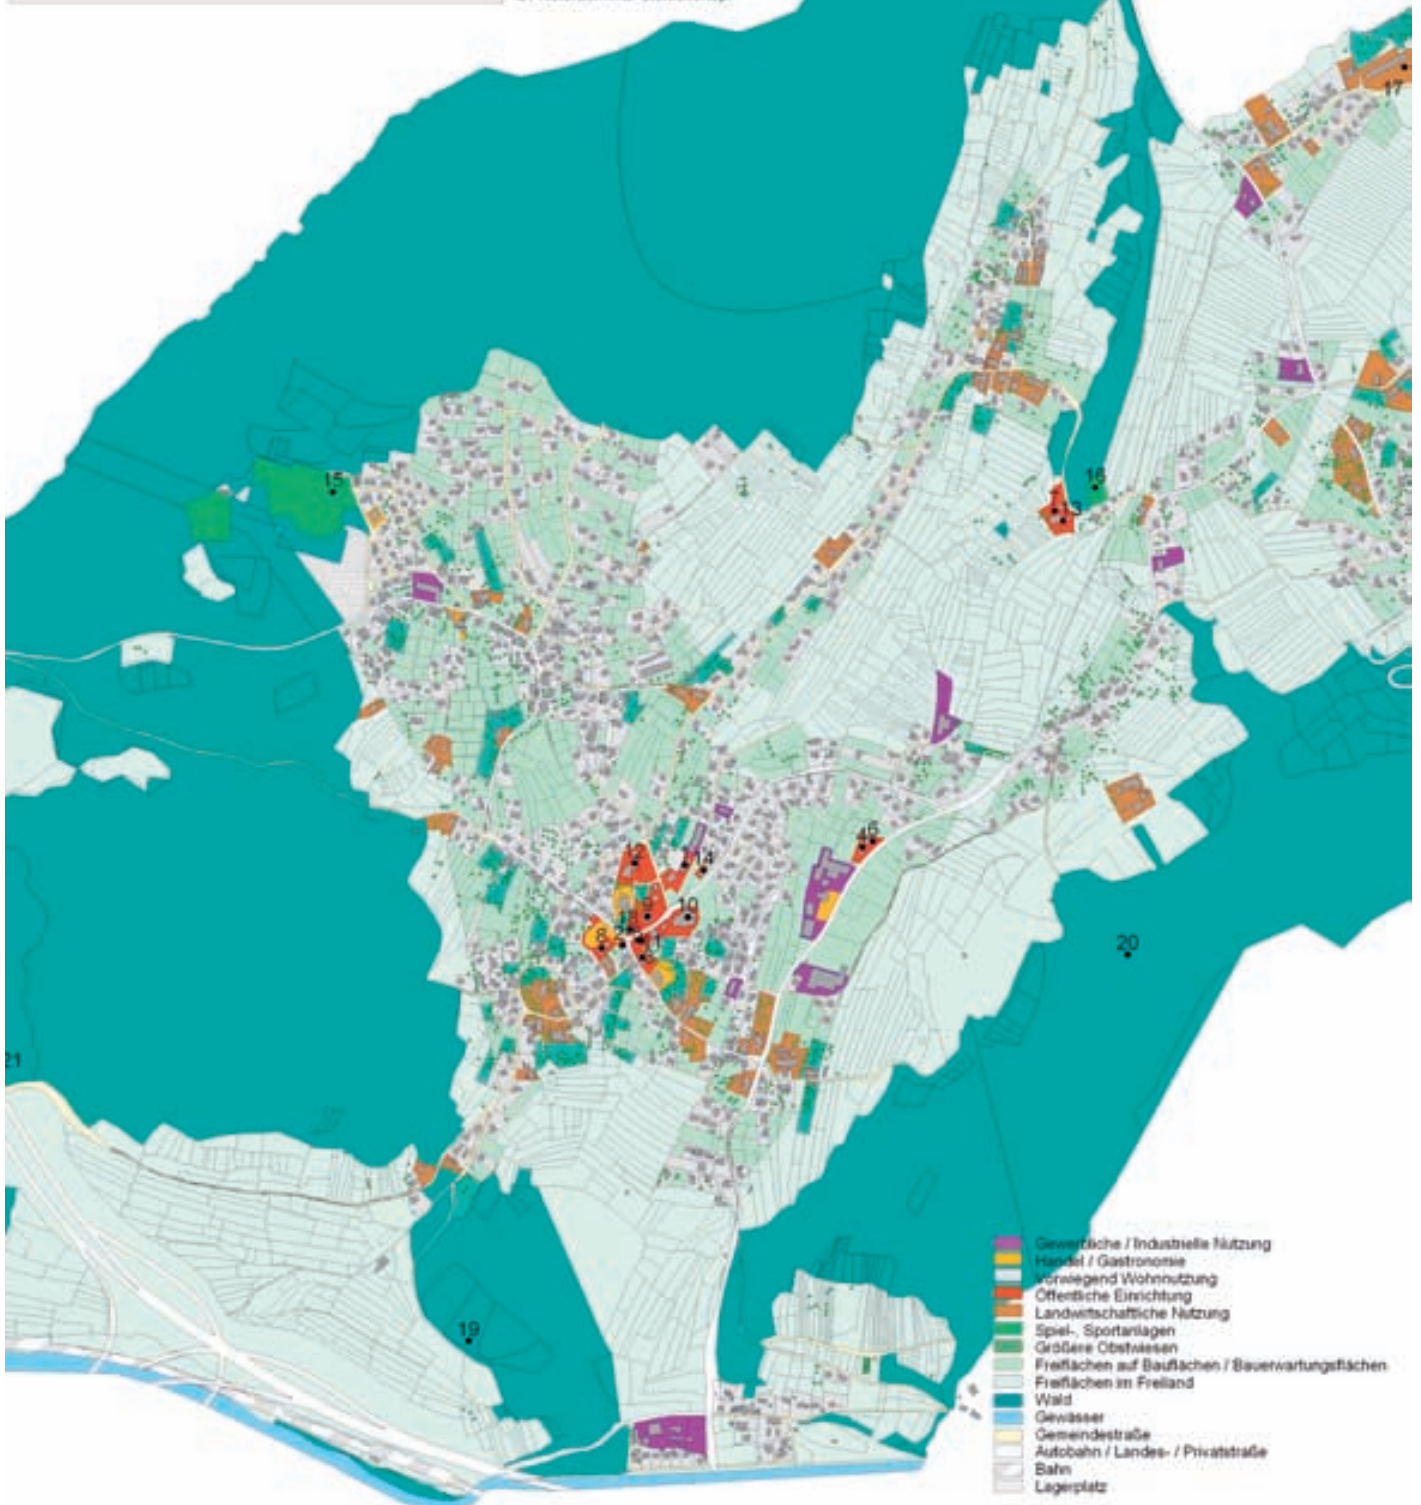 17
15
16
13
46
12
14
9
10
8
20
21
19
Gewerbliche / Industrielle Nutzung
Handel / Gastronomie
Vorwiegend Wohnnutzung
Öffentliche Einrichtung
Landwirtschaftliche Nutzung
Spiel-, Sportanlagen
Größere Obstwiesen
Freiflächen auf Bauflächen / Bauerwartungsflächen
Freiflächen im Freiland
Wald
Gewässer
Gemeindestraße
Autobahn / Landes- / Privatstraße
Bahn
Lagerplatz